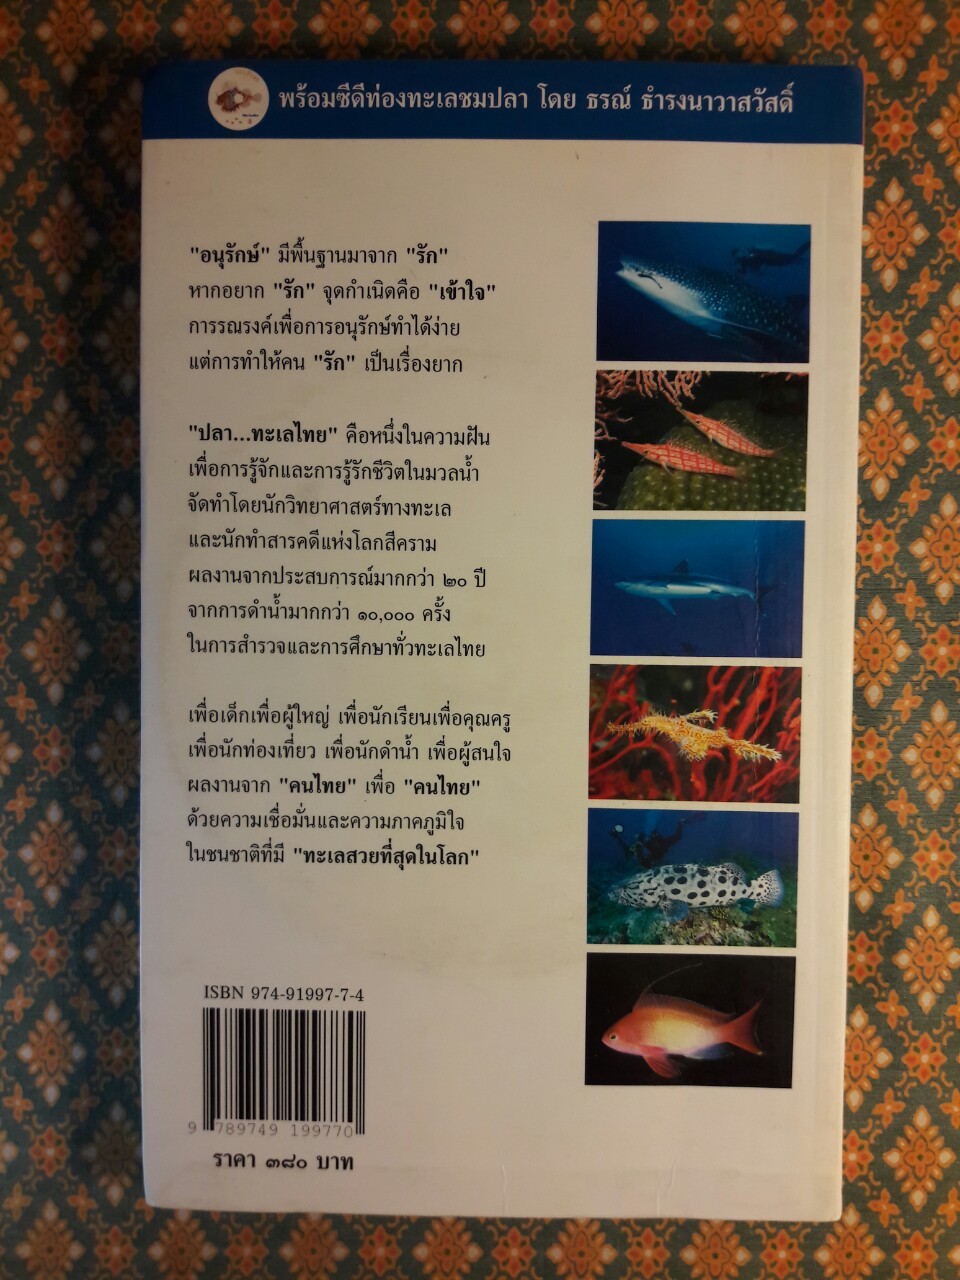 พร้อมซีดีท่องทะเลชมปลา โดย ธรณ์ ธำรงนาวาสวัสดิ์
"อนุรักษ์" มีพื้นฐานมาจาก "รัก"
หากอยาก "รัก" จุดกำเนิดคือ "เข้าใจ"
การรณรงค์เพื่อการอนุรักษ์ทำได้ง่าย
แต่การทำให้คน "รัก" เป็นเรื่องยาก
"ปลา...ทะเลไทย" คือหนึ่งในความฝัน
เพื่อการรู้จักและการรู้รักชีวิตในมวลน้ำ
จัดทำโดยนักวิทยาศาสตร์ทางทะเล
และนักทำสารคดีแห่งโลกสีคราม
ผลงานจากประสบการณ์มากกว่า ๒๐ ปี
จากการดำน้ำมากกว่า ๑๐,๐๐๐ ครั้ง
ในการสำรวจและการศึกษาทั่วทะเลไทย
เพื่อเด็กเพื่อผู้ใหญ่ เพื่อนักเรียนเพื่อคุณครู
เพื่อนักท่องเที่ยว เพื่อนักดำน้ำ เพื่อผู้สนใจ
ผลงานจาก "คนไทย" เพื่อ "คนไทย"
ด้วยความเชื่อมั่นและความภาคภูมิใจ
ในชนชาติที่มี "ทะเลสวยที่สุดในโลก"
ISBN 974-91997-7-4
9 789749 199770
ราคา ๓๘๐ บาท